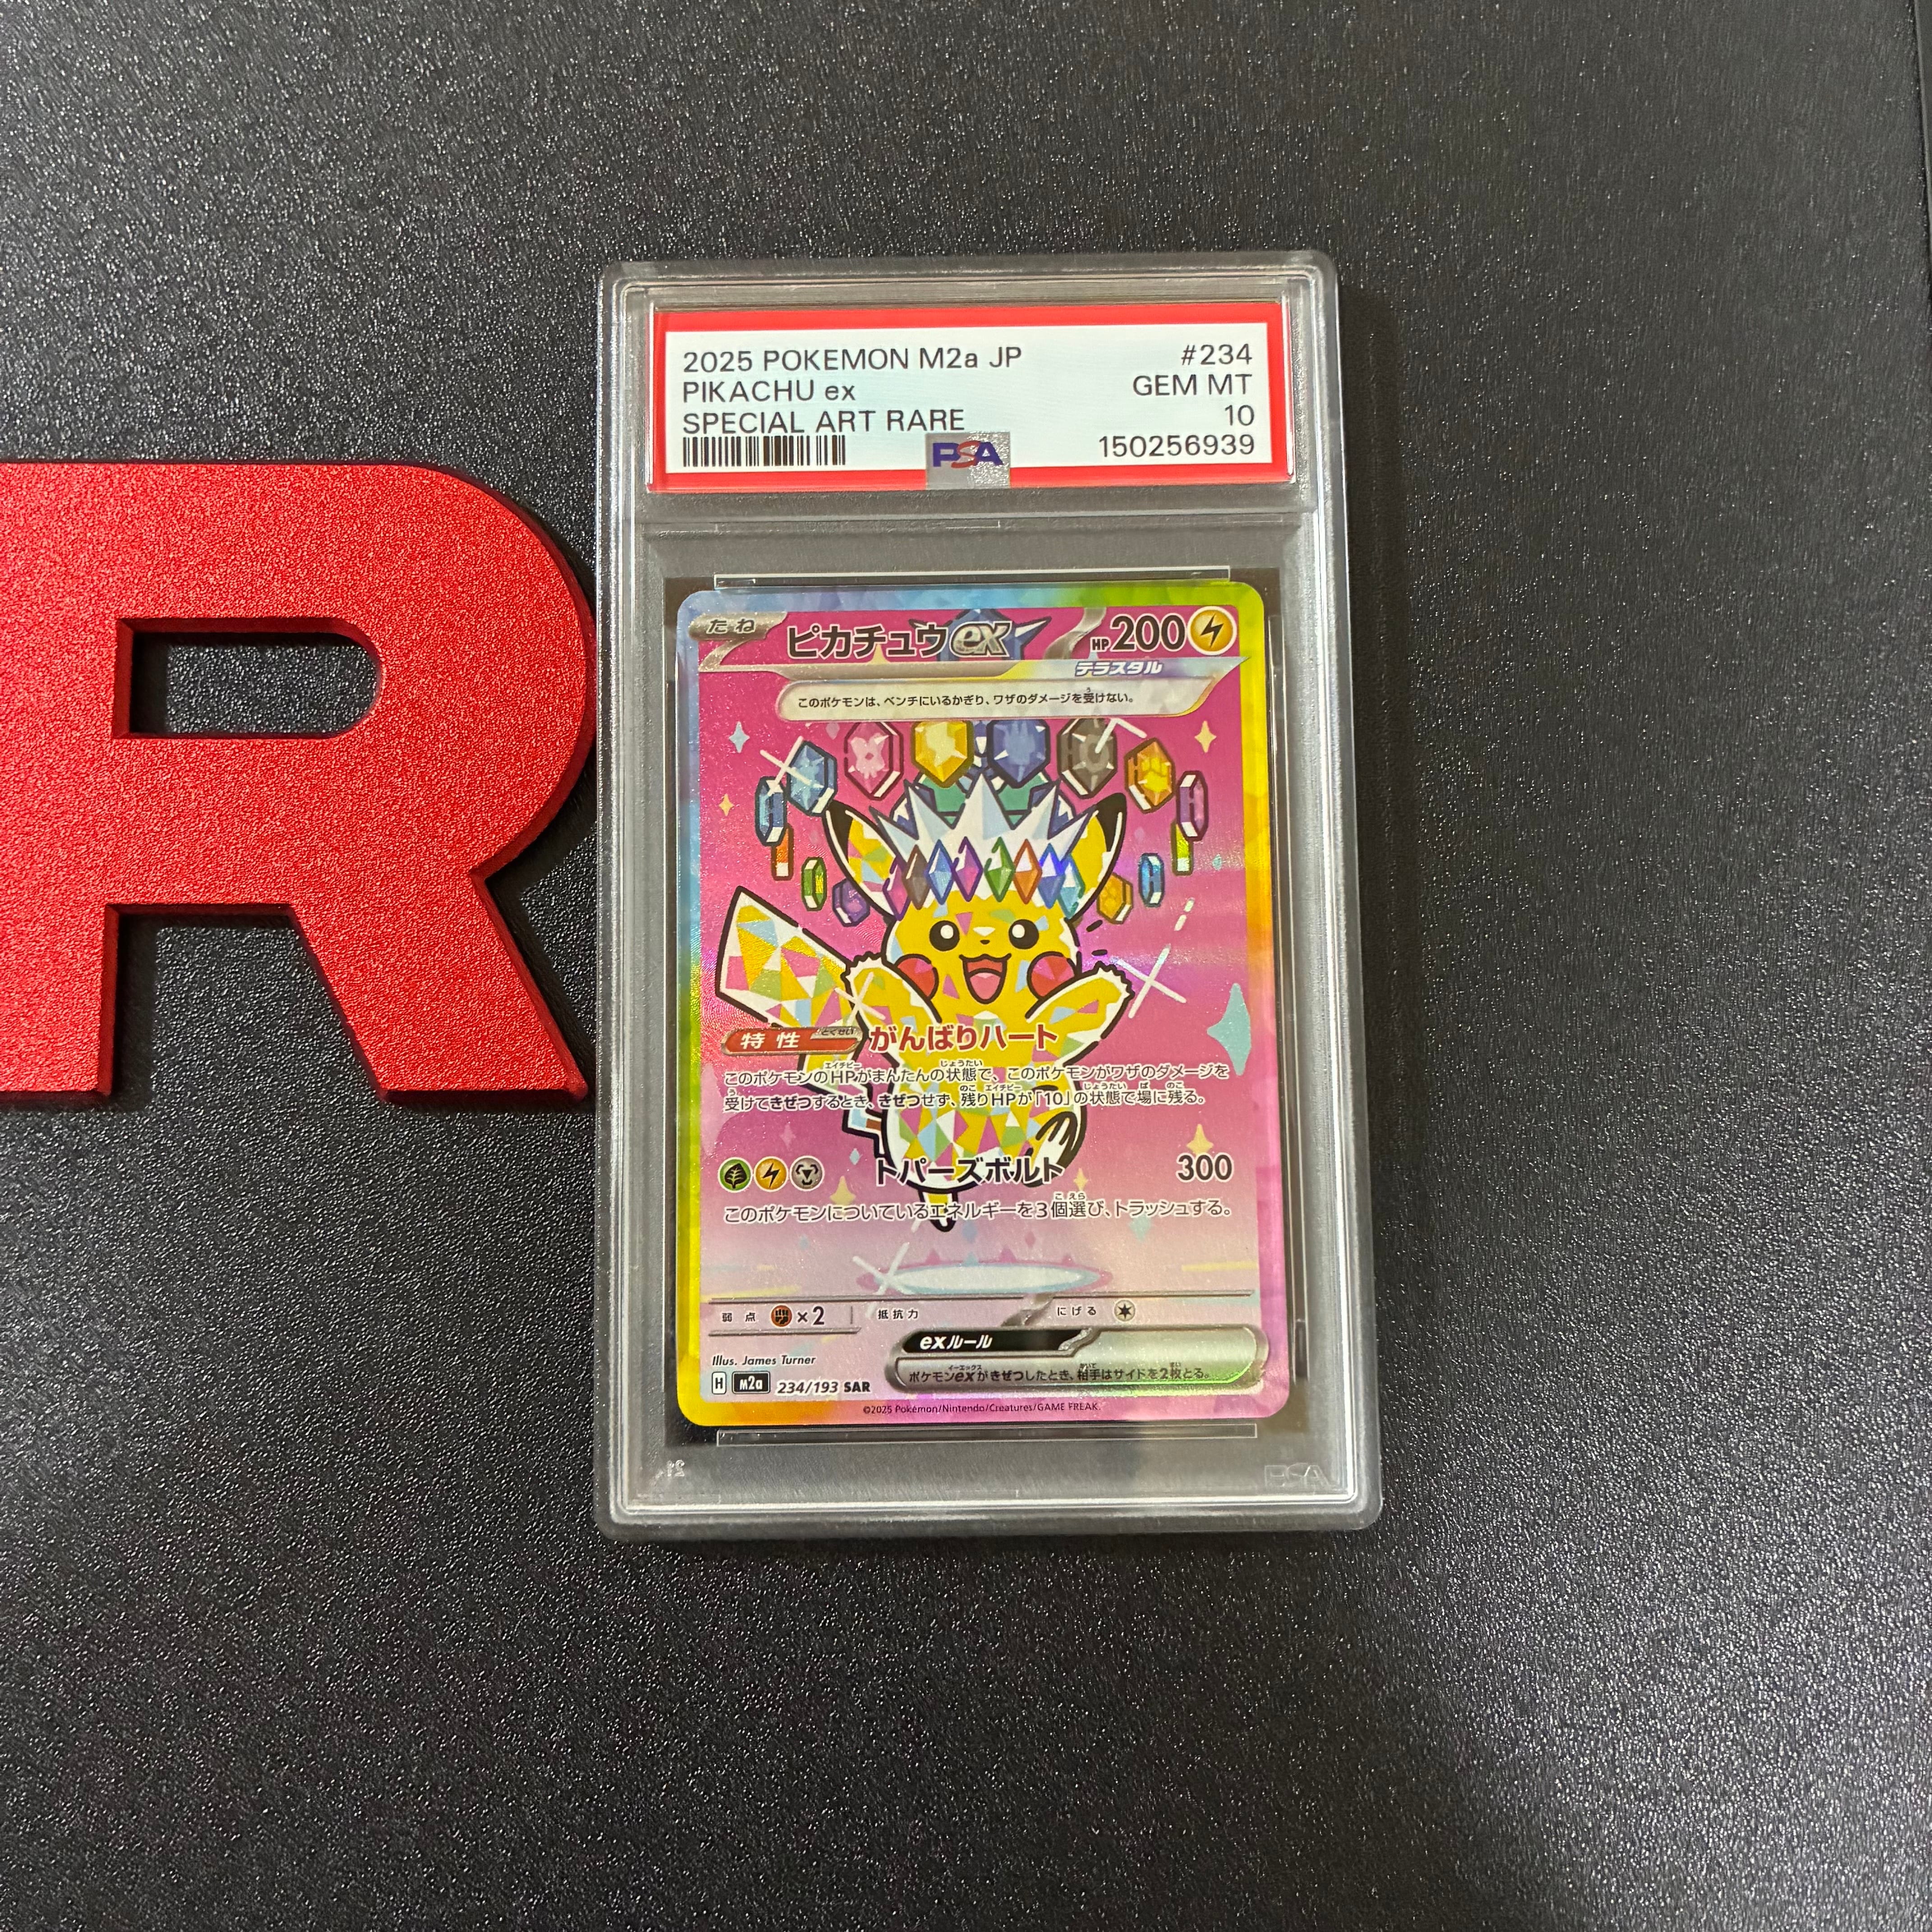 2025 POKEMON M2a JP #234
PIKACHU ex GEM MT
SPECIAL ART RARE 10
PSA 150256939
R
たね ピカチュウex HP200
テラスタル
このポケモンは、ベンチにいるかぎり、ワザのダメージを受けない。
特性 とくせい がんばりハート
このポケモンのHPがまんたんの状態で、このポケモンがワザのダメージを
受けてきぜつするとき、きぜつせず、残りHPが「10」の状態で場に残る。
トパーズボルト 300
このポケモンについているエネルギーを3個選び、トラッシュする。
弱点 ×2 抵抗力 にげる
exルール
ポケモンexがきぜつしたとき、相手はサイドを2枚とる。
Illus. James Turner
H m2a 234/193 SAR
©2025 Pokémon/Nintendo/Creatures/GAME FREAK
PSA